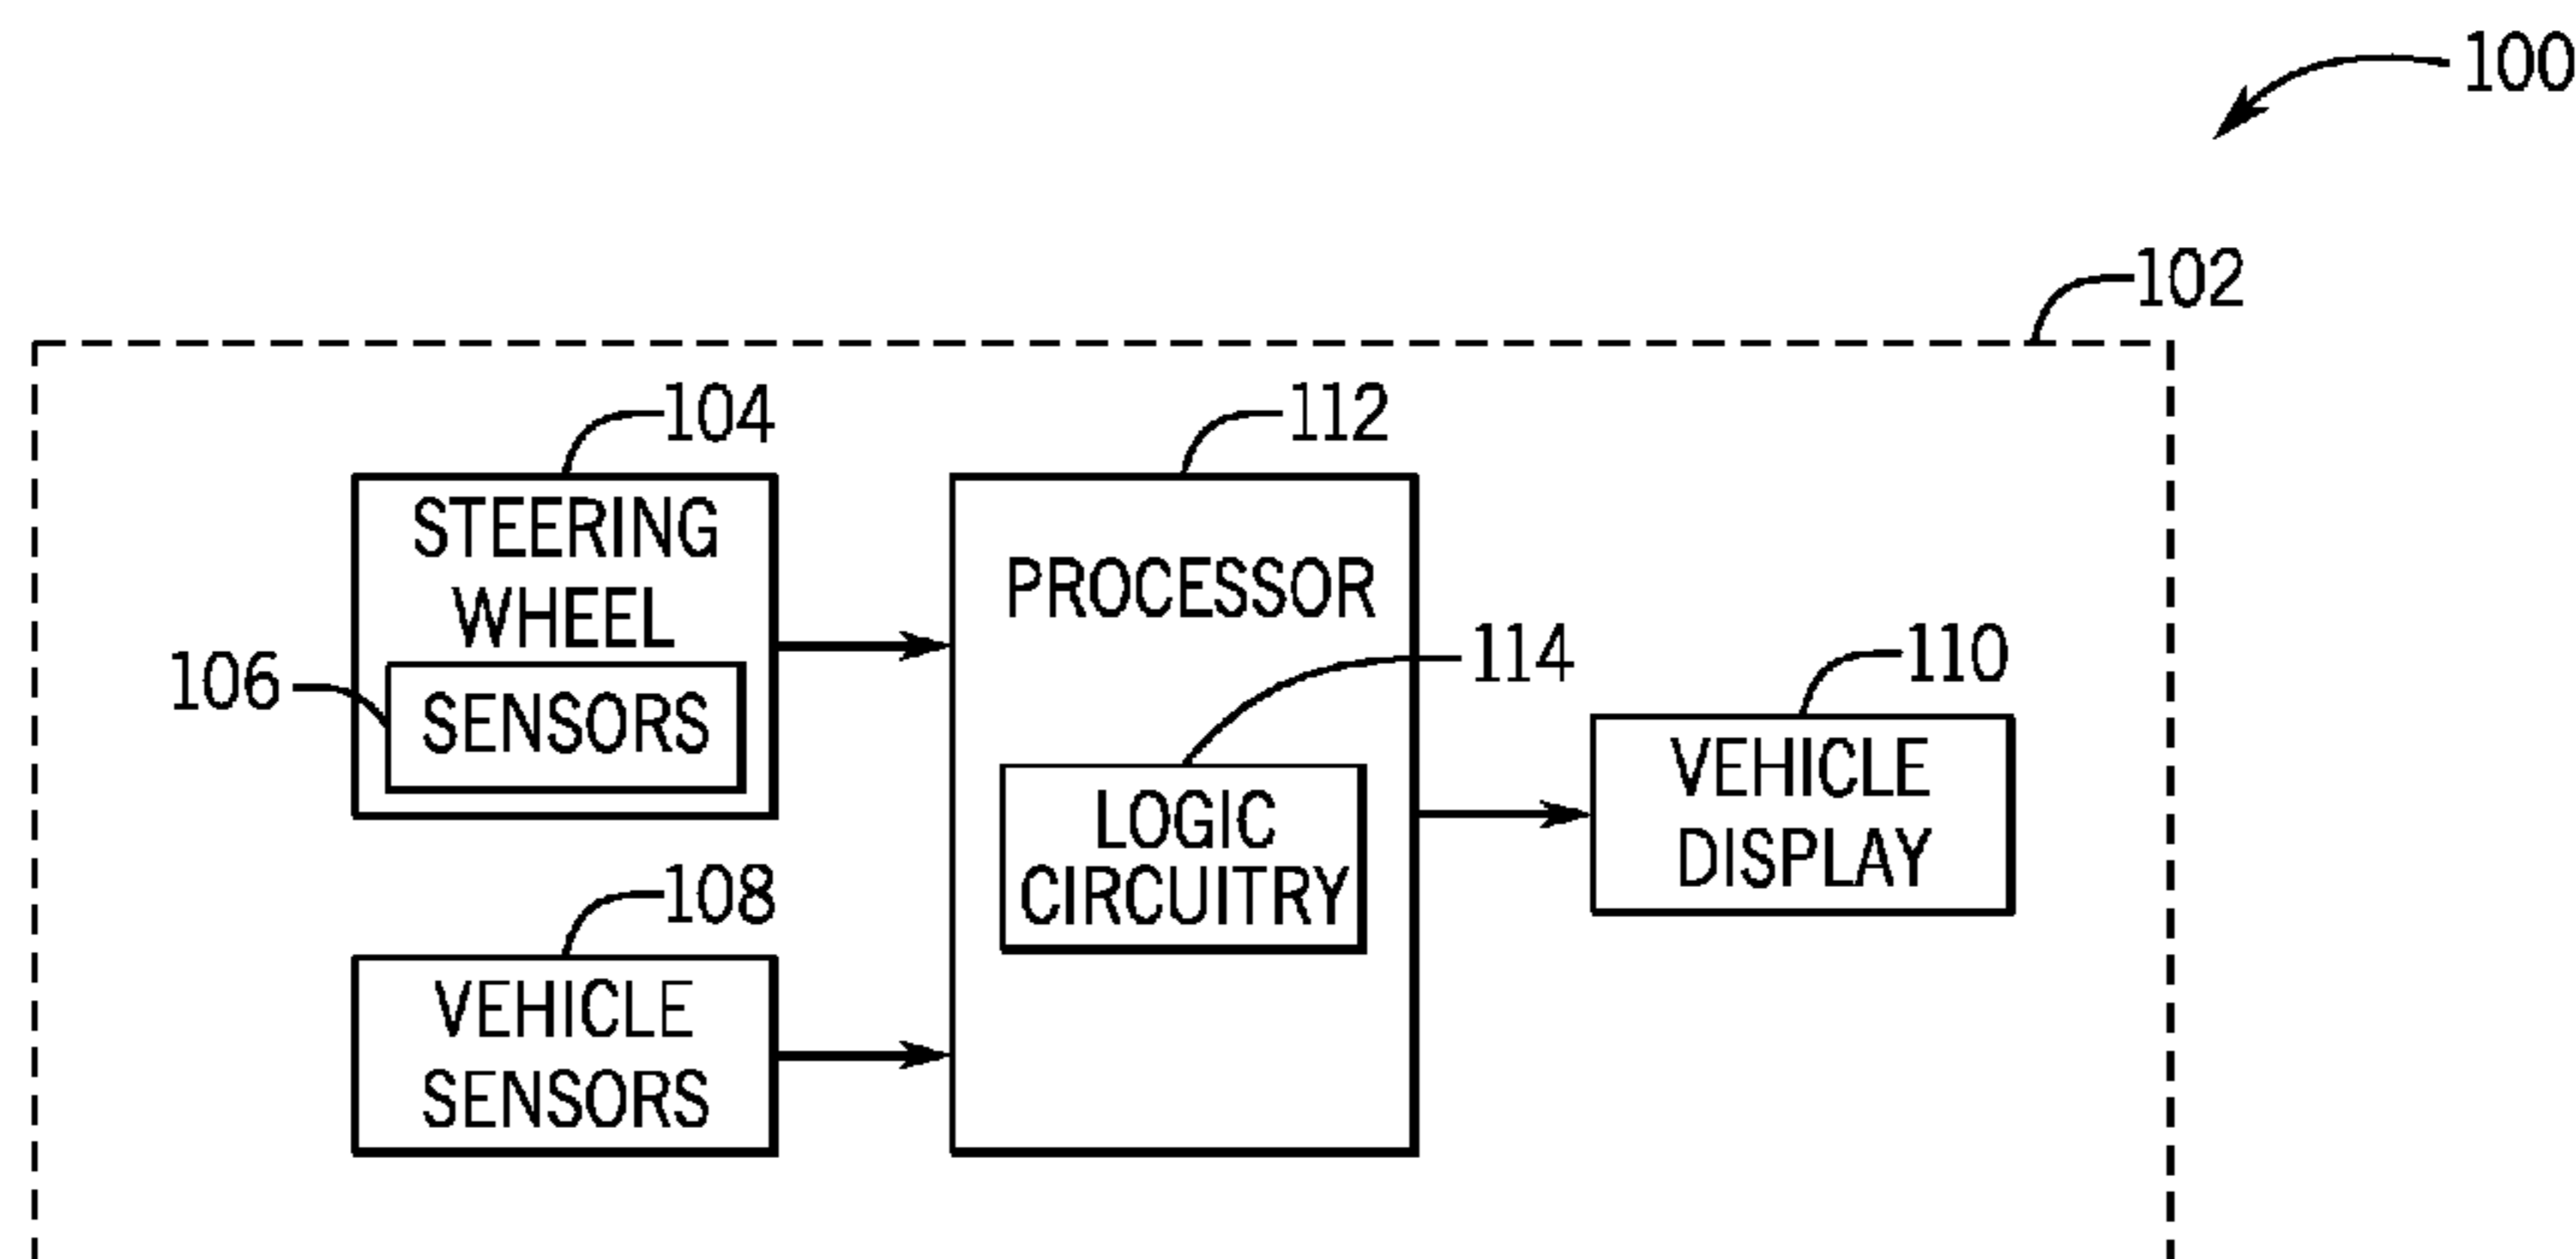 100
102
104
112
STEERING
WHEEL
106
SENSORS
PROCESSOR
114
LOGIC
CIRCUITRY
110
VEHICLE
DISPLAY
108
VEHICLE
SENSORS